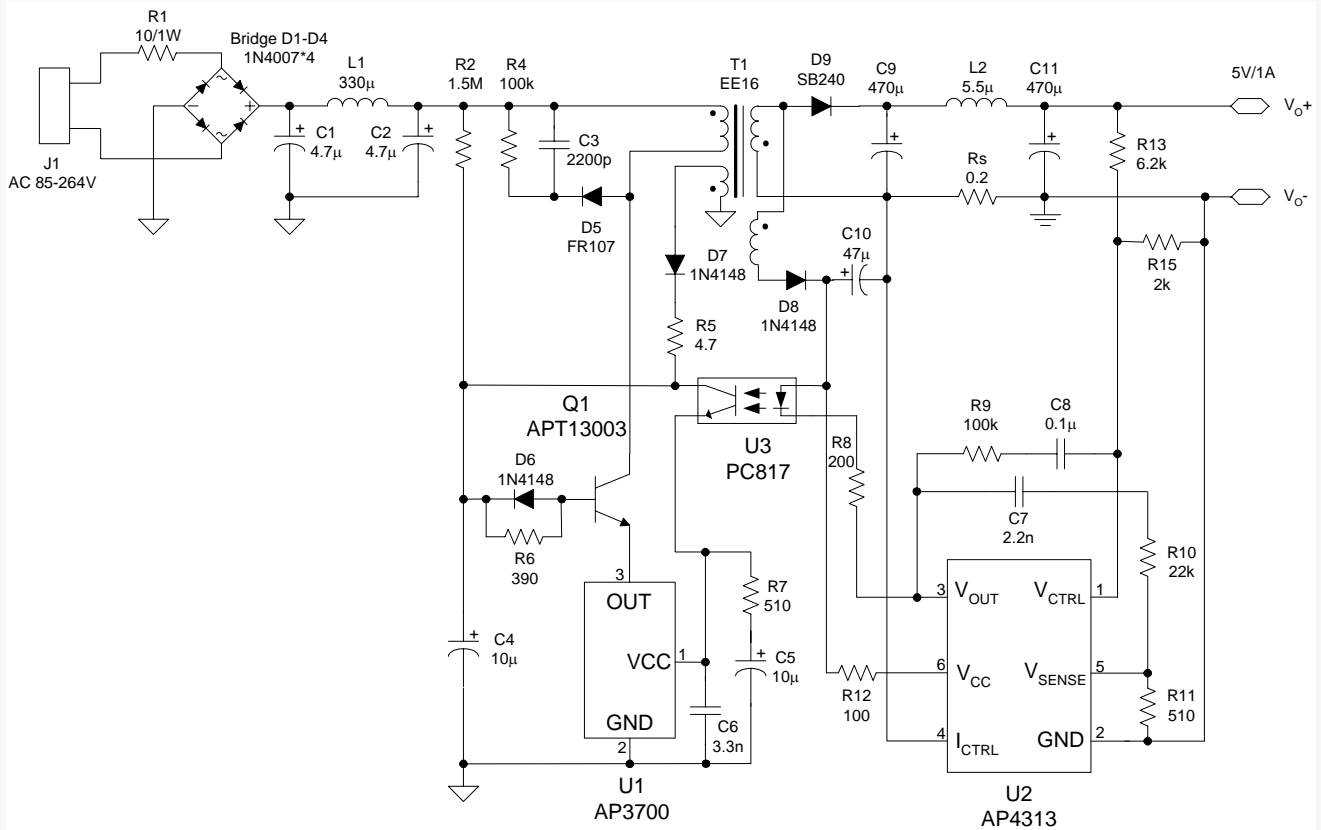 R1
10/1W
Bridge D1-D4
1N4007*4
~
~
−
+
J1
AC 85-264V
L1
330μ
+
C1
4.7μ
+
C2
4.7μ
R2
1.5M
R4
100k
C3
2200p
D5
FR107
T1
EE16
D9
SB240
C9
470μ
+
L2
5.5μ
C11
470μ
+
5V/1A
VO+
Rs
0.2
R13
6.2k
VO-
R15
2k
D7
1N4148
C10
47μ
+
D8
1N4148
R5
4.7
Q1
APT13003
U3
PC817
R8
200
R9
100k
C8
0.1μ
C7
2.2n
R10
22k
D6
1N4148
R6
390
+
C4
10μ
3
OUT
VCC
1
GND
2
U1
AP3700
R7
510
+
C5
10μ
C6
3.3n
R12
100
3
VOUT
VCTRL
1
6
VCC
VSENSE
5
4
ICTRL
GND
2
R11
510
U2
AP4313